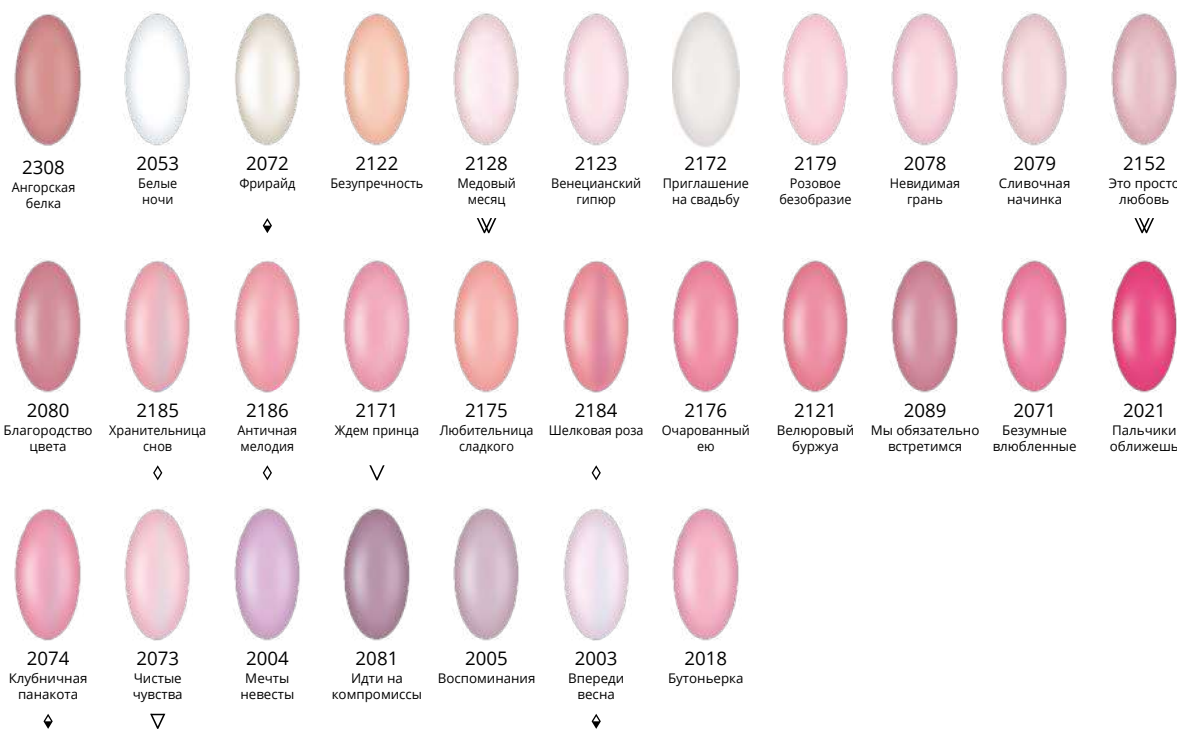 2308 2053 2072 2122 2128 2123 2172 2179 2078 2079 2152
Ангорская Белые Фрирайд Безупречность Медовый Венецианский Приглашение Розовое Невидимая Сливочная Это просто
белка ночи месяц гипюр на свадьбу безобразие грань начинка любовь
2080 2185 2186 2171 2175 2184 2176 2121 2089 2071 2021
Благородство Хранительница Античная Ждем принца Любительница Шелковая роза Очарованный Велюровый Мы обязательно Безумные Пальчики
цвета снов мелодия сладкого ею буржуа встретимся влюбленные оближешь
2074 2073 2004 2081 2005 2003 2018
Клубничная Чистые Мечты Идти на Воспоминания Впереди Бутоньерка
панакота чувства невесты компромиссы весна